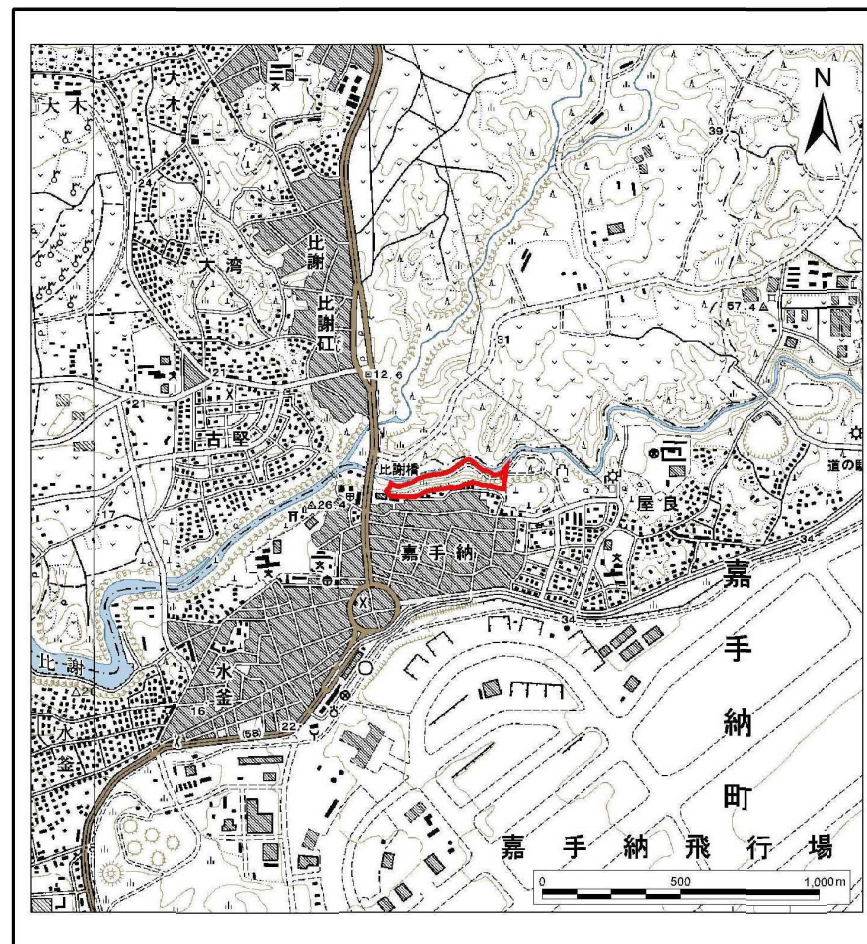 大木
大木
N
39
24
比謝
大湾
比謝矼
57.4
31
12.6
21
21
古堅
比謝橋
道の駅
26.4
屋良
嘉手納
34
嘉手納町
34
比謝
水釜
16
水釜
(58)
22
嘉手納飛行場
0 500 1,000m